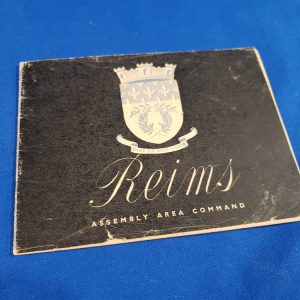 Reims
ASSEMBLY AREA COMMAND